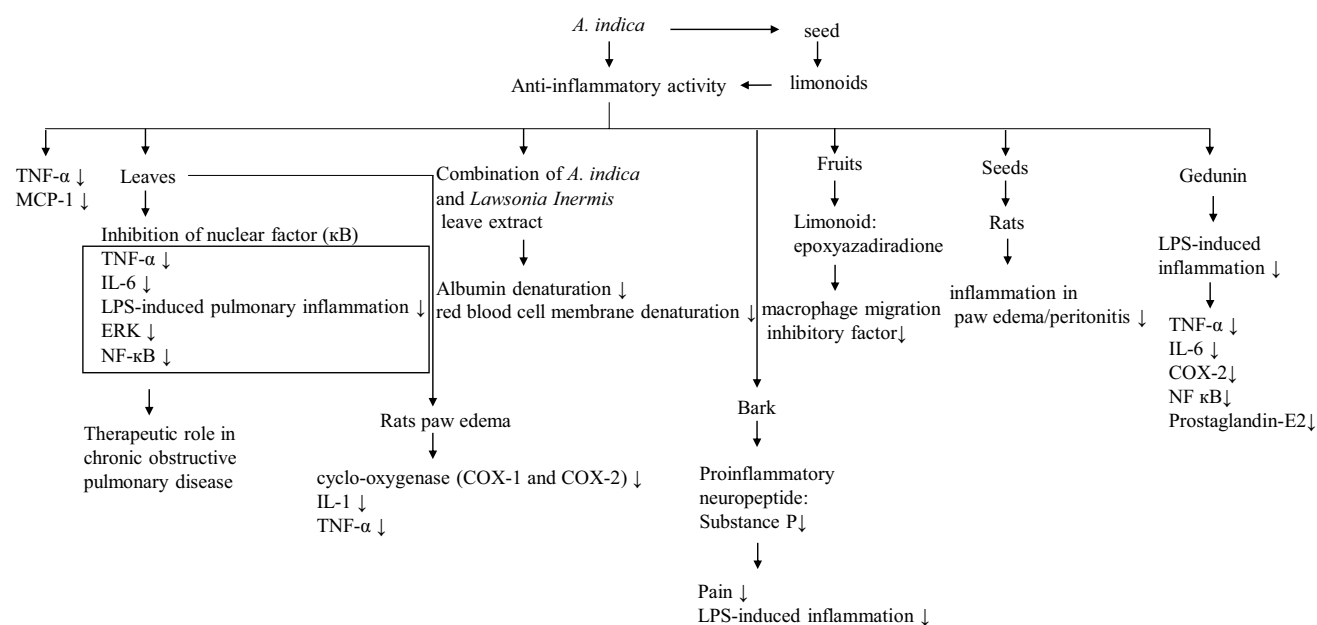 A. indica
seed
Anti-inflammatory activity
limonoids
TNF-α ↓
MCP-1 ↓
Leaves
Inhibition of nuclear factor (κB)
TNF-α ↓
IL-6 ↓
LPS-induced pulmonary inflammation ↓
ERK ↓
NF-κB ↓
Therapeutic role in
chronic obstructive
pulmonary disease
Rats paw edema
cyclo-oxygenase (COX-1 and COX-2) ↓
IL-1 ↓
TNF-α ↓
Combination of A. indica
and Lawsonia Inermis
leave extract
Albumin denaturation ↓
red blood cell membrane denaturation ↓
Bark
Proinflammatory
neuropeptide:
Substance P↓
Pain ↓
LPS-induced inflammation ↓
Fruits
Limonoid:
epoxyazadiradione
macrophage migration
inhibitory factor↓
Seeds
Rats
inflammation in
paw edema/peritonitis ↓
Gedunin
LPS-induced
inflammation ↓
TNF-α ↓
IL-6 ↓
COX-2↓
NF κB↓
Prostaglandin-E2↓